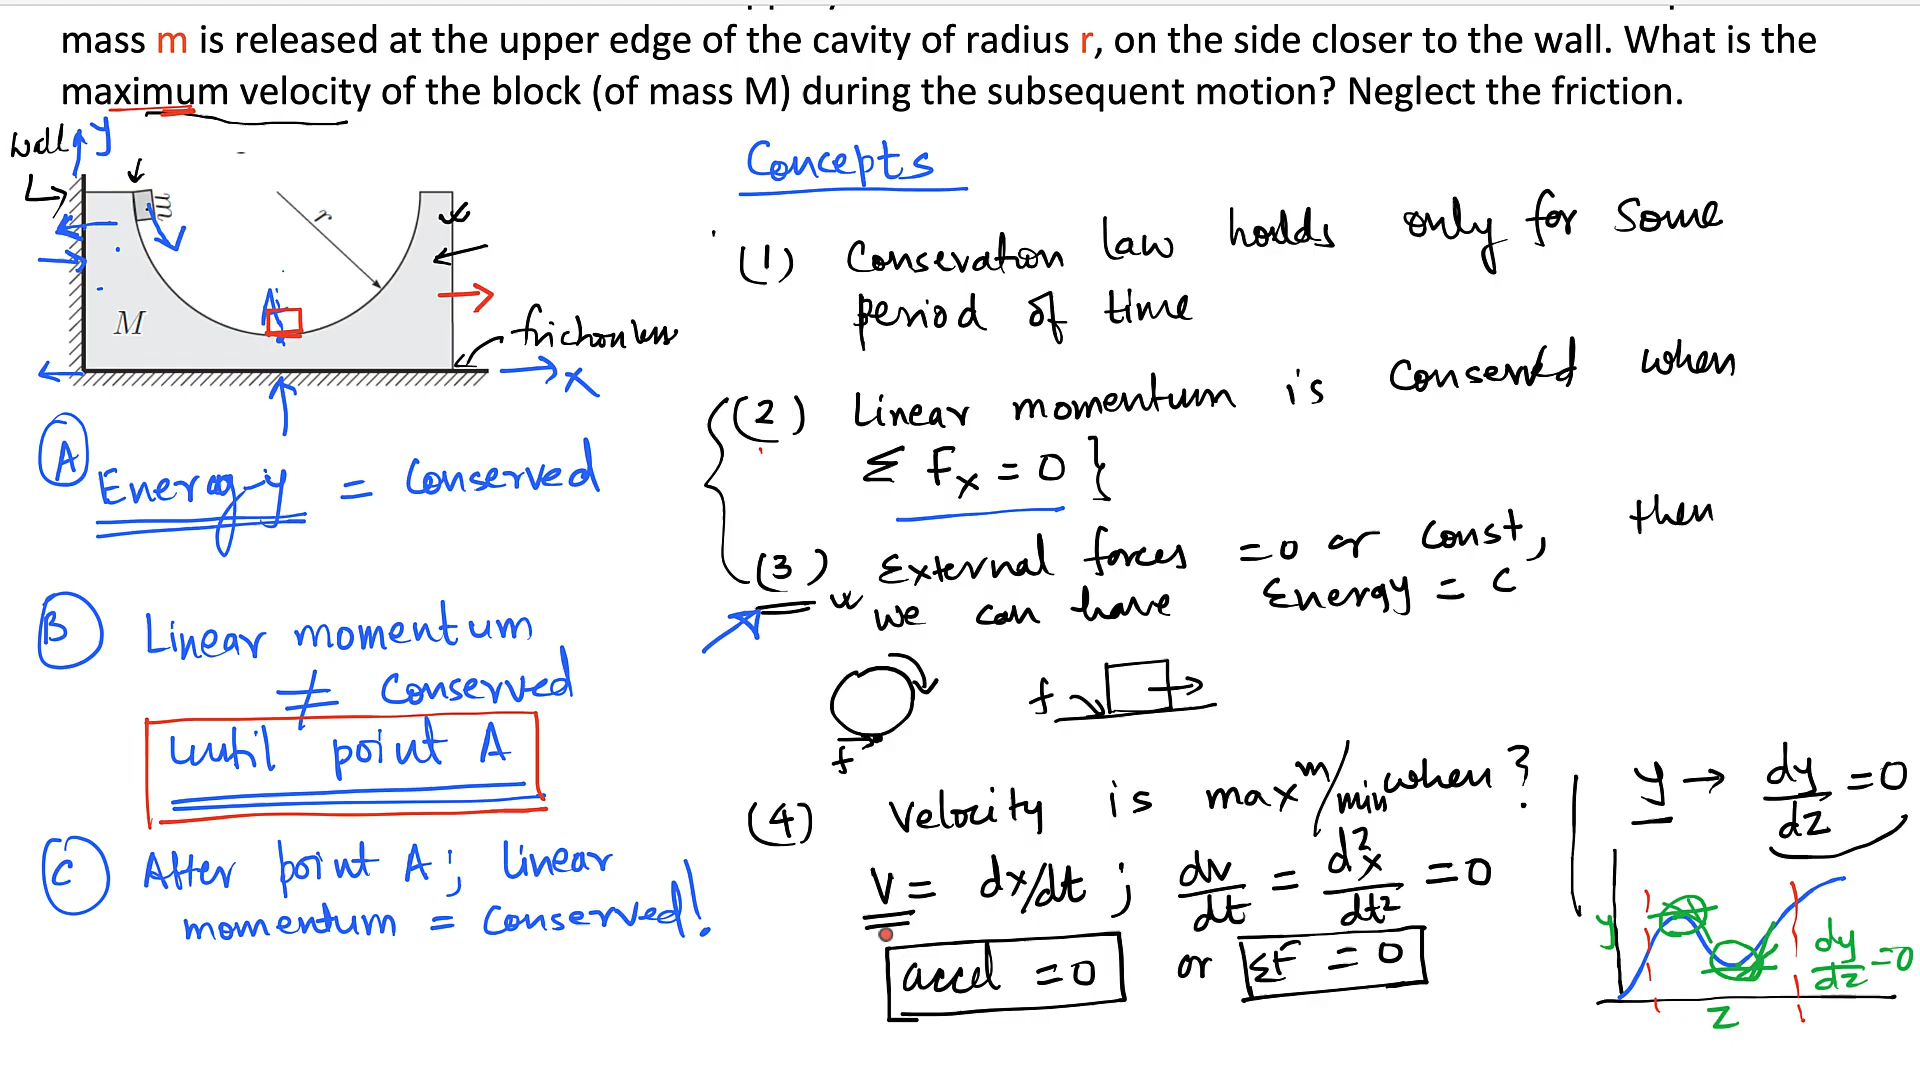 mass m is released at the upper edge of the cavity of radius r, on the side closer to the wall. What is the
maximum velocity of the block (of mass M) during the subsequent motion? Neglect the friction.
wall
y
m
r
A
M
frictionless
x
Concepts
(1) Consevation law holds only for some
period of time
(2) Linear momentum is conserved when
Σ Fx = 0 }
(3) External forces = 0 or const, then
we can have Energy = C
f
f
(4) Velocity is max^m/min when?
V = dx/dt ; dv/dt = d²x/dt² = 0
accel = 0 or ΣF = 0
y → dy/dz = 0
y
dy/dz = 0
z
A
Energy = Conserved
B
Linear momentum
≠ conserved
until point A
C
After point A; linear
momentum = conserved!